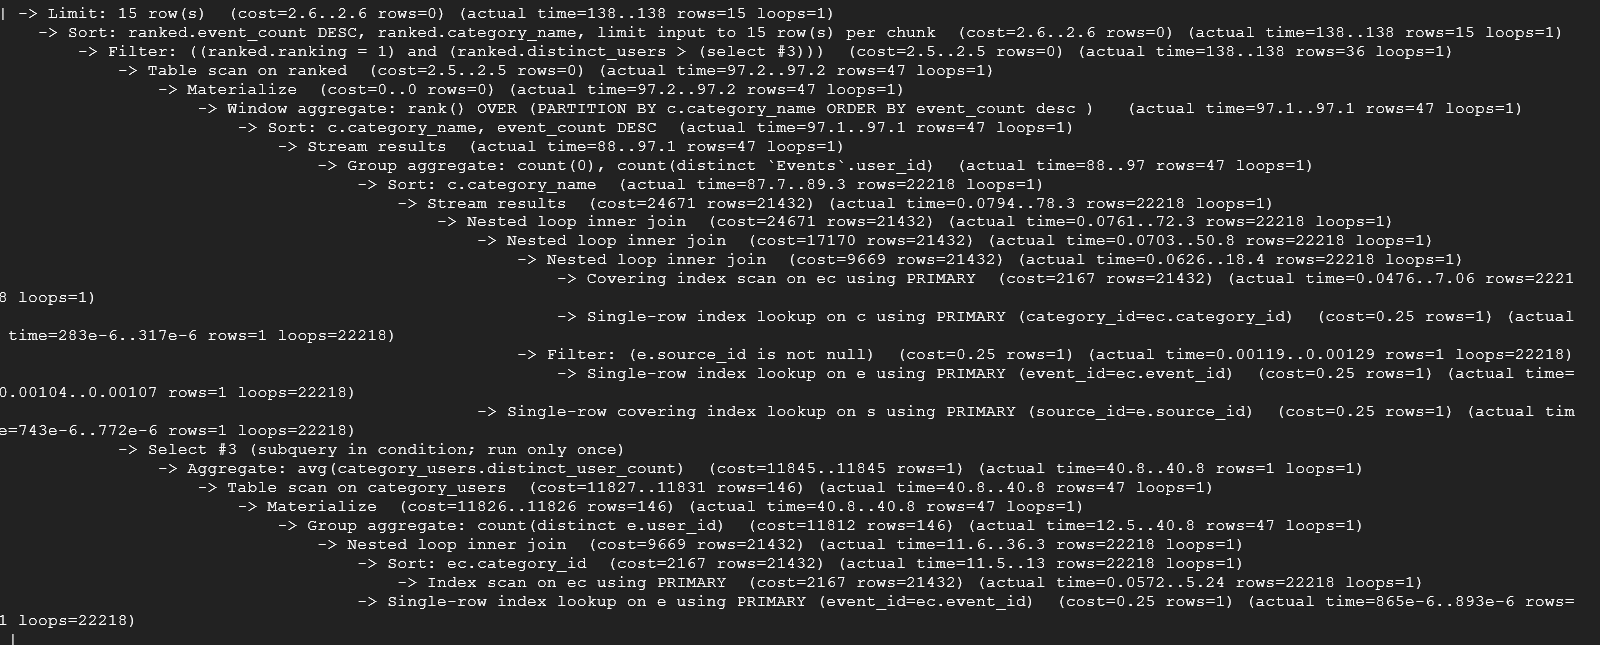 | -> Limit: 15 row(s)  (cost=2.6..2.6 rows=0) (actual time=138..138 rows=15 loops=1)
-> Sort: ranked.event_count DESC, ranked.category_name, limit input to 15 row(s) per chunk  (cost=2.6..2.6 rows=0) (actual time=138..138 rows=15 loops=1)
-> Filter: ((ranked.ranking = 1) and (ranked.distinct_users > (select #3)))  (cost=2.5..2.5 rows=0) (actual time=138..138 rows=36 loops=1)
-> Table scan on ranked  (cost=2.5..2.5 rows=0) (actual time=97.2..97.2 rows=47 loops=1)
-> Materialize  (cost=0..0 rows=0) (actual time=97.2..97.2 rows=47 loops=1)
-> Window aggregate: rank() OVER (PARTITION BY c.category_name ORDER BY event_count desc )   (actual time=97.1..97.1 rows=47 loops=1)
-> Sort: c.category_name, event_count DESC  (actual time=97.1..97.1 rows=47 loops=1)
-> Stream results  (actual time=88..97.1 rows=47 loops=1)
-> Group aggregate: count(0), count(distinct `Events`.user_id)  (actual time=88..97 rows=47 loops=1)
-> Sort: c.category_name  (actual time=87.7..89.3 rows=22218 loops=1)
-> Stream results  (cost=24671 rows=21432) (actual time=0.0794..78.3 rows=22218 loops=1)
-> Nested loop inner join  (cost=24671 rows=21432) (actual time=0.0761..72.3 rows=22218 loops=1)
-> Nested loop inner join  (cost=17170 rows=21432) (actual time=0.0703..50.8 rows=22218 loops=1)
-> Nested loop inner join  (cost=9669 rows=21432) (actual time=0.0626..18.4 rows=22218 loops=1)
-> Covering index scan on ec using PRIMARY  (cost=2167 rows=21432) (actual time=0.0476..7.06 rows=2221
8 loops=1)
-> Single-row index lookup on c using PRIMARY (category_id=ec.category_id)  (cost=0.25 rows=1) (actual
time=283e-6..317e-6 rows=1 loops=22218)
-> Filter: (e.source_id is not null)  (cost=0.25 rows=1) (actual time=0.00119..0.00129 rows=1 loops=22218)
-> Single-row index lookup on e using PRIMARY (event_id=ec.event_id)  (cost=0.25 rows=1) (actual time=
0.00104..0.00107 rows=1 loops=22218)
-> Single-row covering index lookup on s using PRIMARY (source_id=e.source_id)  (cost=0.25 rows=1) (actual tim
e=743e-6..772e-6 rows=1 loops=22218)
-> Select #3 (subquery in condition; run only once)
-> Aggregate: avg(category_users.distinct_user_count)  (cost=11845..11845 rows=1) (actual time=40.8..40.8 rows=1 loops=1)
-> Table scan on category_users  (cost=11827..11831 rows=146) (actual time=40.8..40.8 rows=47 loops=1)
-> Materialize  (cost=11826..11826 rows=146) (actual time=40.8..40.8 rows=47 loops=1)
-> Group aggregate: count(distinct e.user_id)  (cost=11812 rows=146) (actual time=12.5..40.8 rows=47 loops=1)
-> Nested loop inner join  (cost=9669 rows=21432) (actual time=11.6..36.3 rows=22218 loops=1)
-> Sort: ec.category_id  (cost=2167 rows=21432) (actual time=11.5..13 rows=22218 loops=1)
-> Index scan on ec using PRIMARY  (cost=2167 rows=21432) (actual time=0.0572..5.24 rows=22218 loops=1)
-> Single-row index lookup on e using PRIMARY (event_id=ec.event_id)  (cost=0.25 rows=1) (actual time=865e-6..893e-6 rows=
1 loops=22218)
|